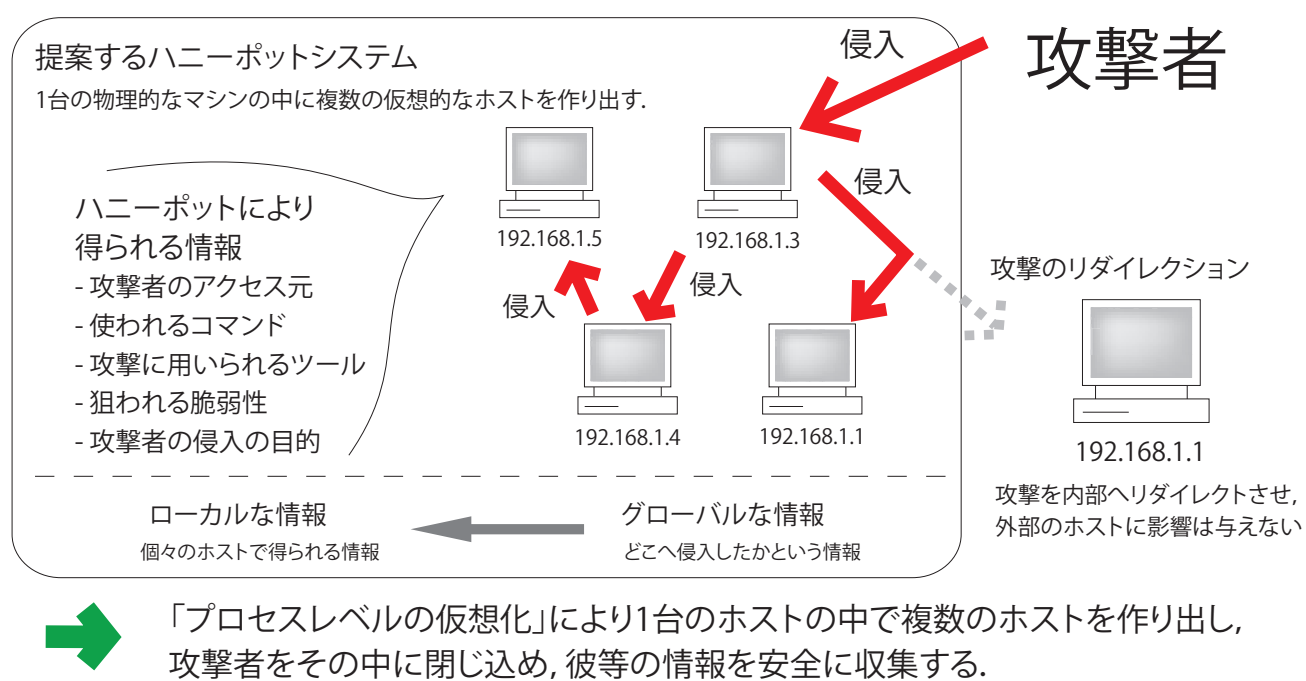 提案するハニーポットシステム
1台の物理的なマシンの中に複数の仮想的なホストを作り出す.
侵入
攻撃者
192.168.1.5
192.168.1.3
侵入
ハニーポットにより
得られる情報
- 攻撃者のアクセス元
- 使われるコマンド
- 攻撃に用いられるツール
- 狙われる脆弱性
- 攻撃者の侵入の目的
侵入
侵入
192.168.1.4
192.168.1.1
攻撃のリダイレクション
192.168.1.1
攻撃を内部へリダイレクトさせ,
外部のホストに影響は与えない
ローカルな情報
個々のホストで得られる情報
グローバルな情報
どこへ侵入したかという情報
「プロセスレベルの仮想化」により1台のホストの中で複数のホストを作り出し,
攻撃者をその中に閉じ込め, 彼等の情報を安全に収集する.